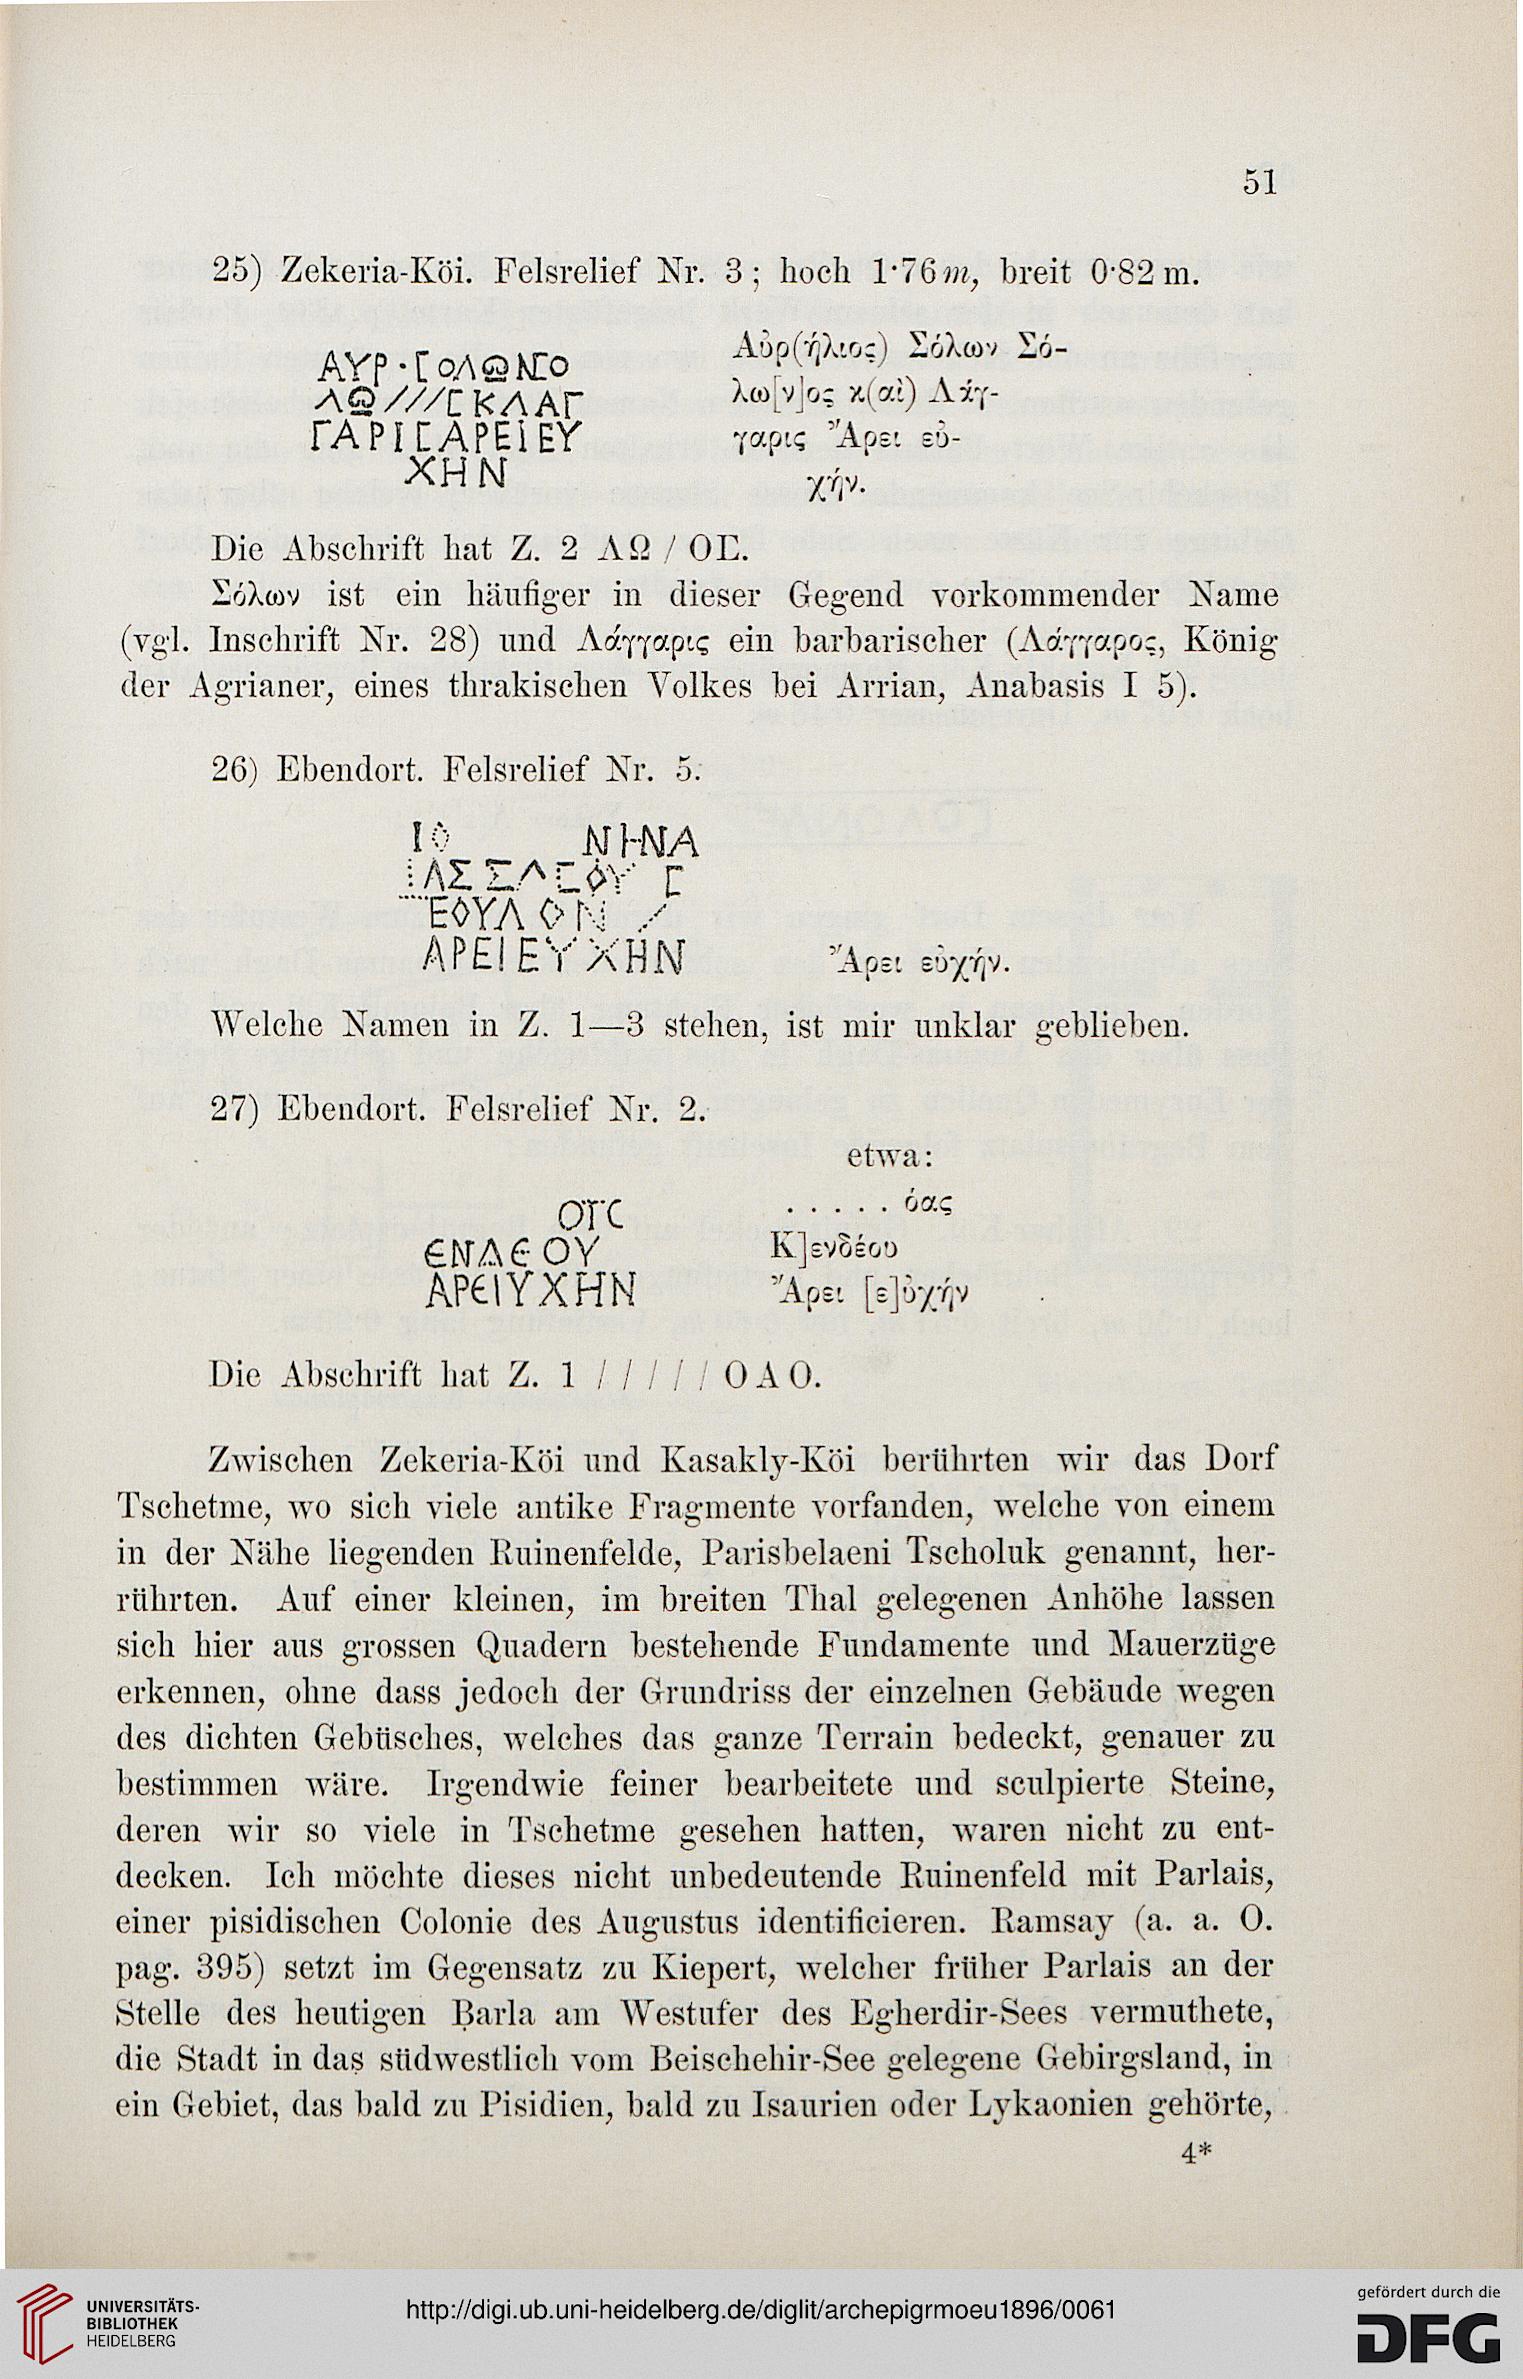 51
25) Zekeria-Köi. Felsrelief Nr. 3; hoch 1·76 m, breit 0·82 m.
ΑΥΡ·ΣΟΛΩΝΣΟ
ΛΩ///Σ ΚΛΑΓ
ΓΑΡΙΣΑΡΕΙΕΥ
ΧΗΝ
Αὐρ(ήλιος) Σόλων Σό-
λω[ν]ος κ(αὶ) Λάγ-
γαρις Ἄρει εὐ-
χήν.
Die Abschrift hat Z. 2 ΛΩ / ΟΣ.
Σόλων ist ein häufiger in dieser Gegend vorkommender Name
(vgl. Inschrift Nr. 28) und Λάγγαρις ein barbarischer (Λάγγαρος, König
der Agrianer, eines thrakischen Volkes bei Arrian, Anabasis I 5).
26) Ebendort. Felsrelief Nr. 5.
ΑΡΕΙΕΥΧΗΝ
Ἄρει εὐχήν.
Welche Namen in Z. 1—3 stehen, ist mir unklar geblieben.
27) Ebendort. Felsrelief Nr. 2.
etwa:
ΕΝΔΕΟΥ
ΑΡΕΙΥΧΗΝ
. . . . . όας
Κ]ενδέου
Ἄρει [ε]ὐχήν
Die Abschrift hat Z. 1 / / / / / Ο Α Ο.
Zwischen Zekeria-Köi und Kasakly-Köi berührten wir das Dorf
Tschetme, wo sich viele antike Fragmente vorfanden, welche von einem
in der Nähe liegenden Ruinenfelde, Parisbelaeni Tscholuk genannt, her-
rührten. Auf einer kleinen, im breiten Thal gelegenen Anhöhe lassen
sich hier aus grossen Quadern bestehende Fundamente und Mauerzüge
erkennen, ohne dass jedoch der Grundriss der einzelnen Gebäude wegen
des dichten Gebüsches, welches das ganze Terrain bedeckt, genauer zu
bestimmen wäre. Irgendwie feiner bearbeitete und sculpierte Steine,
deren wir so viele in Tschetme gesehen hatten, waren nicht zu ent-
decken. Ich möchte dieses nicht unbedeutende Ruinenfeld mit Parlais,
einer pisidischen Colonie des Augustus identificieren. Ramsay (a. a. O.
pag. 395) setzt im Gegensatz zu Kiepert, welcher früher Parlais an der
Stelle des heutigen Barla am Westufer des Egherdir-Sees vermuthete,
die Stadt in das südwestlich vom Beischehir-See gelegene Gebirgsland, in
ein Gebiet, das bald zu Pisidien, bald zu Isaurien oder Lykaonien gehörte,
4*
UNIVERSITÄTS-
BIBLIOTHEK
HEIDELBERG
http://digi.ub.uni-heidelberg.de/diglit/archepigrmoeu1896/0061
gefördert durch die
DFG